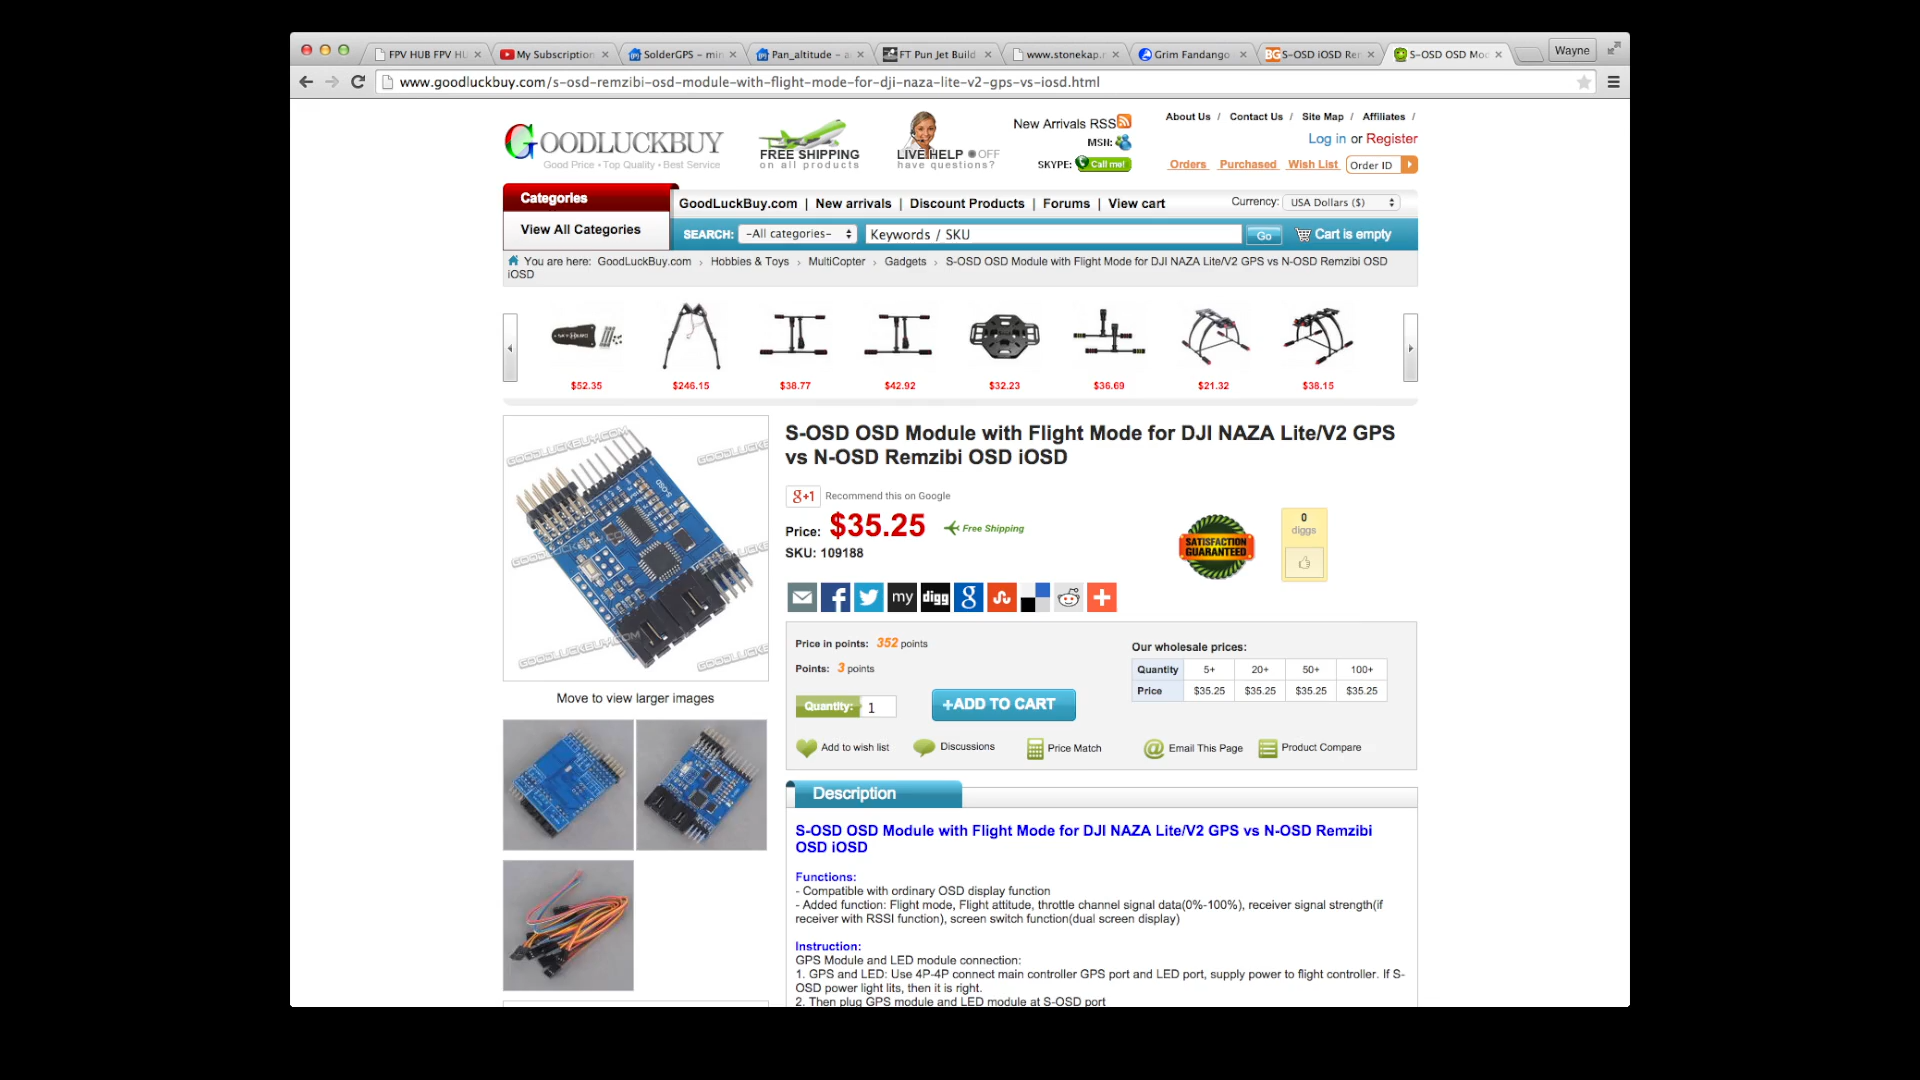 FPV HUB FPV HU
My Subscription
SolderGPS - min
Pan_altitude - a
FT Pun Jet Build
www.stonekap.r
Grim Fandango
S-OSD iOSD Rem
S-OSD OSD Mod
Wayne
www.goodluckbuy.com/s-osd-remzibi-osd-module-with-flight-mode-for-dji-naza-lite-v2-gps-vs-iosd.html
GOODLUCKBUY
Good Price • Top Quality • Best Service
FREE SHIPPING
on all products
LIVE HELP OFF
have questions?
New Arrivals RSS
MSN:
SKYPE: Call me!
About Us / Contact Us / Site Map / Affiliates /
Log in or Register
Orders Purchased Wish List Order ID
Categories
View All Categories
GoodLuckBuy.com | New arrivals | Discount Products | Forums | View cart
Currency: USA Dollars ($)
SEARCH: -All categories- Keywords / SKU Go Cart is empty
You are here: GoodLuckBuy.com › Hobbies & Toys › MultiCopter › Gadgets › S-OSD OSD Module with Flight Mode for DJI NAZA Lite/V2 GPS vs N-OSD Remzibi OSD
iOSD
$52.35 $246.15 $38.77 $42.92 $32.23 $36.69 $21.32 $38.15
GOODLUCKBUY.COM
S-OSD
S-OSD OSD Module with Flight Mode for DJI NAZA Lite/V2 GPS
vs N-OSD Remzibi OSD iOSD
g+1 Recommend this on Google
Price: $35.25 Free Shipping
SKU: 109188
SATISFACTION
GUARANTEED
0
diggs
my digg
Price in points: 352 points
Points: 3 points
Quantity: 1
+ADD TO CART
Our wholesale prices:
Quantity 5+ 20+ 50+ 100+
Price $35.25 $35.25 $35.25 $35.25
Add to wish list Discussions Price Match Email This Page Product Compare
Move to view larger images
Description
S-OSD OSD Module with Flight Mode for DJI NAZA Lite/V2 GPS vs N-OSD Remzibi
OSD iOSD
Functions:
- Compatible with ordinary OSD display function
- Added function: Flight mode, Flight attitude, throttle channel signal data(0%-100%), receiver signal strength(if
receiver with RSSI function), screen switch function(dual screen display)
Instruction:
GPS Module and LED module connection:
1. GPS and LED: Use 4P-4P connect main controller GPS port and LED port, supply power to flight controller. If S-
OSD power light lits, then it is right.
2. Then plug GPS module and LED module at S-OSD port